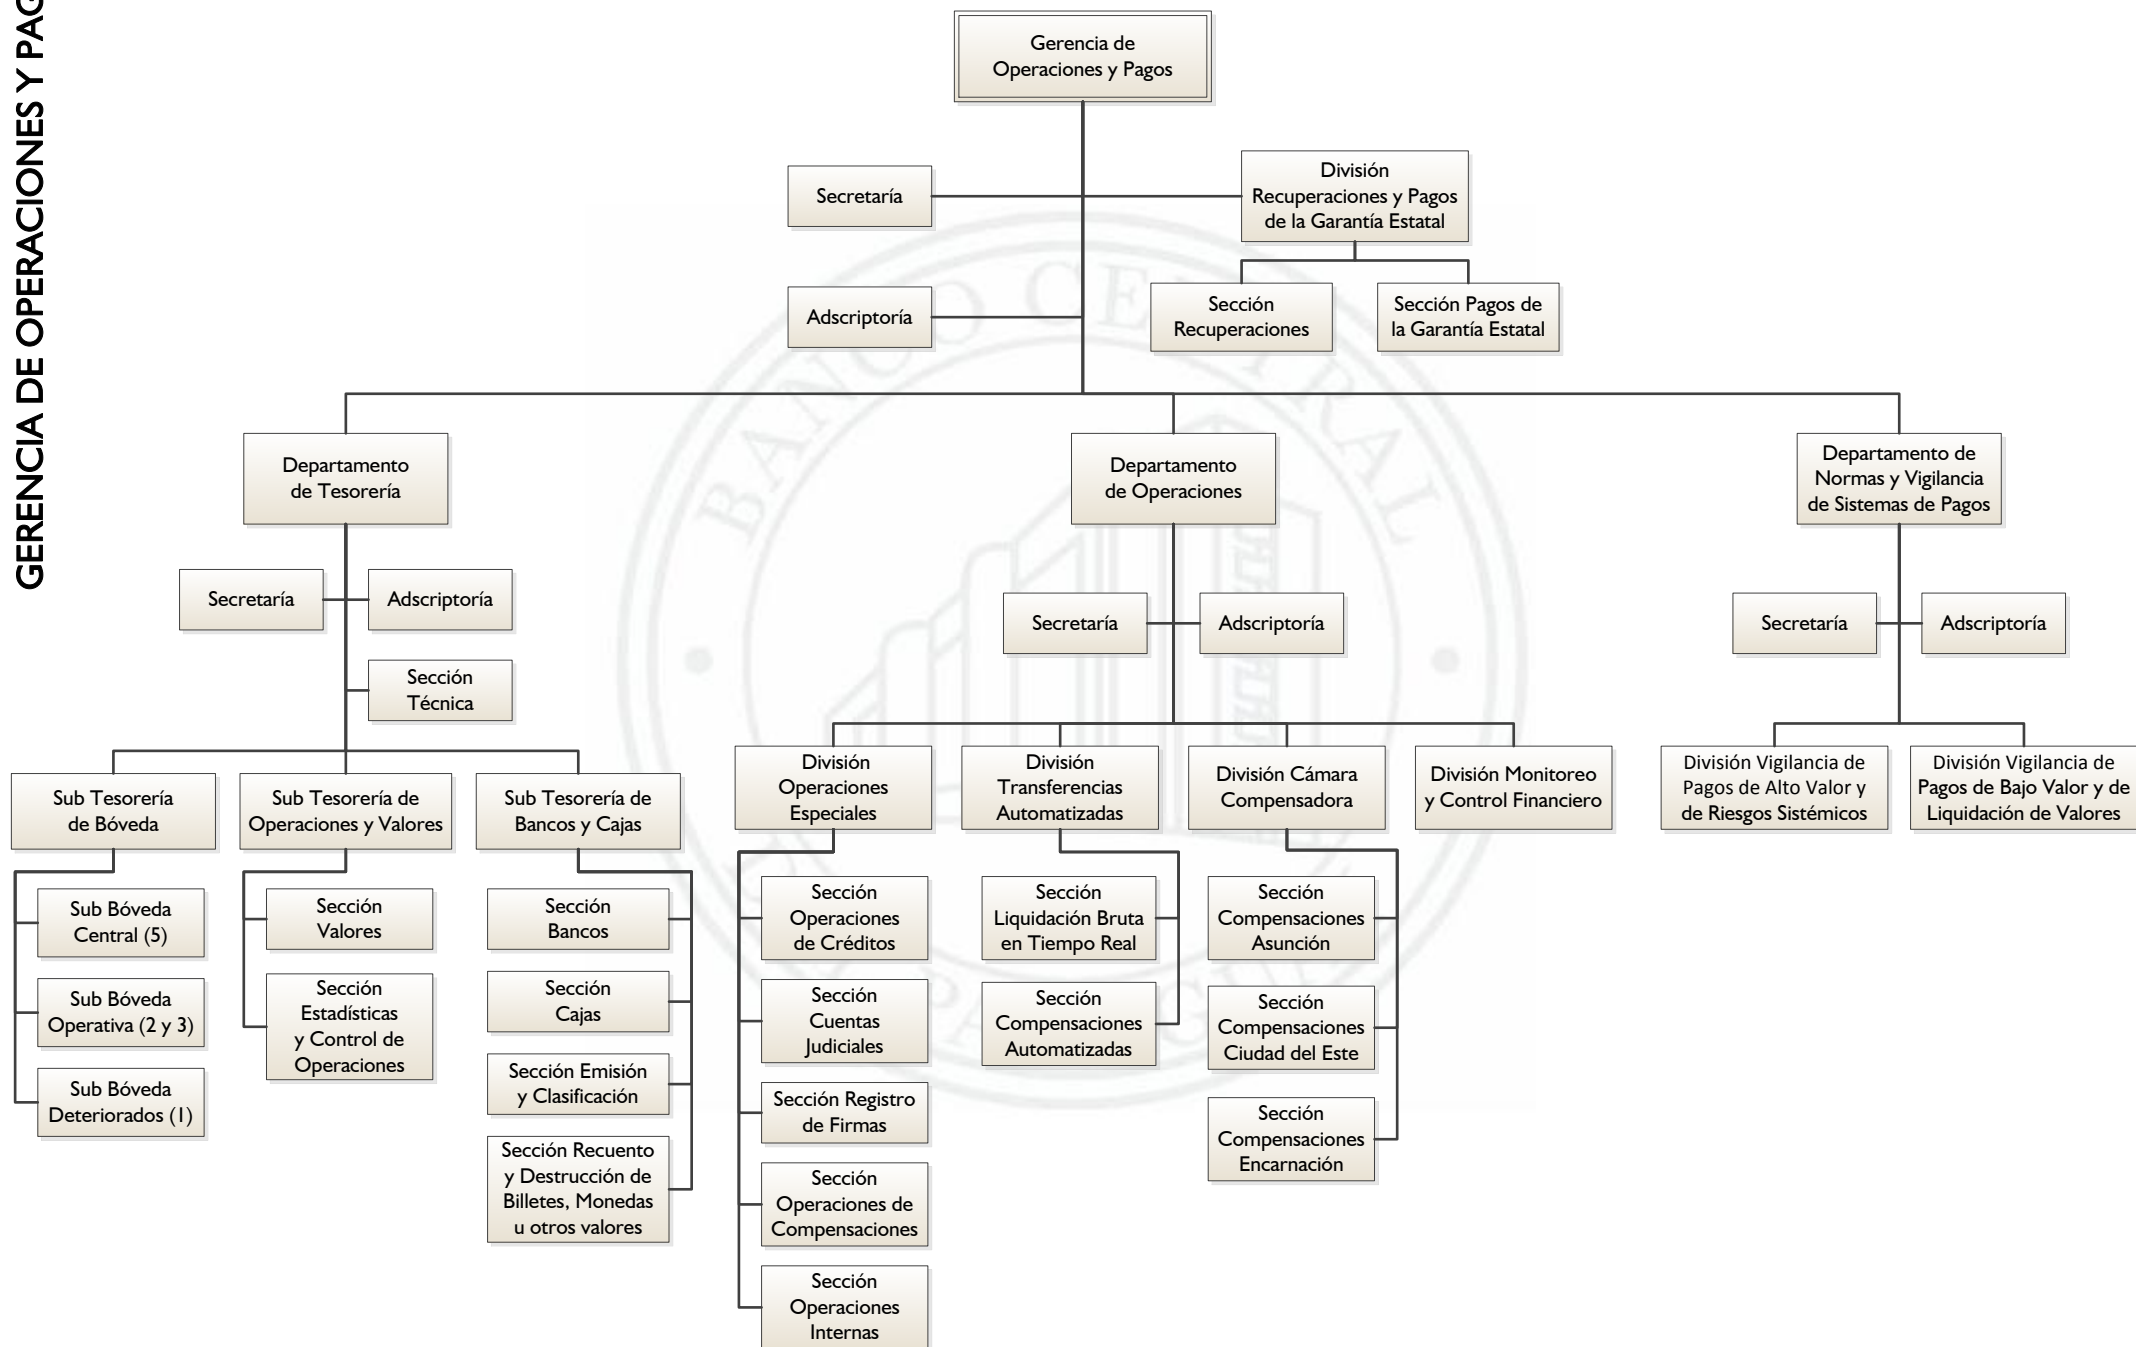 GERENCIA DE OPERACIONES Y PAG
Gerencia de
Operaciones y Pagos
Secretaría
División
Recuperaciones y Pagos
de la Garantía Estatal
Adscriptoría
Sección
Recuperaciones
Sección Pagos de
la Garantía Estatal
Departamento
de Tesorería
Departamento
de Operaciones
Departamento de
Normas y Vigilancia
de Sistemas de Pagos
Secretaría
Adscriptoría
Secretaría
Adscriptoría
Secretaría
Adscriptoría
Sección
Técnica
Sub Tesorería
de Bóveda
Sub Tesorería de
Operaciones y Valores
Sub Tesorería de
Bancos y Cajas
División
Operaciones
Especiales
División
Transferencias
Automatizadas
División Cámara
Compensadora
División Monitoreo
y Control Financiero
División Vigilancia de
Pagos de Alto Valor y
de Riesgos Sistémicos
División Vigilancia de
Pagos de Bajo Valor y de
Liquidación de Valores
Sub Bóveda
Central (5)
Sub Bóveda
Operativa (2 y 3)
Sub Bóveda
Deteriorados (1)
Sección
Valores
Sección
Estadísticas
y Control de
Operaciones
Sección
Bancos
Sección
Cajas
Sección Emisión
y Clasificación
Sección Recuento
y Destrucción de
Billetes, Monedas
u otros valores
Sección
Operaciones
de Créditos
Sección
Cuentas
Judiciales
Sección Registro
de Firmas
Sección
Operaciones de
Compensaciones
Sección
Operaciones
Internas
Sección
Liquidación Bruta
en Tiempo Real
Sección
Compensaciones
Automatizadas
Sección
Compensaciones
Asunción
Sección
Compensaciones
Ciudad del Este
Sección
Compensaciones
Encarnación
BANCO CENTRAL